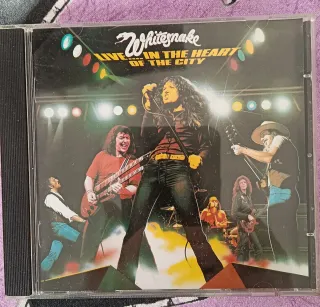 Whitesnake
LIVE.... IN THE HEART
OF THE CITY